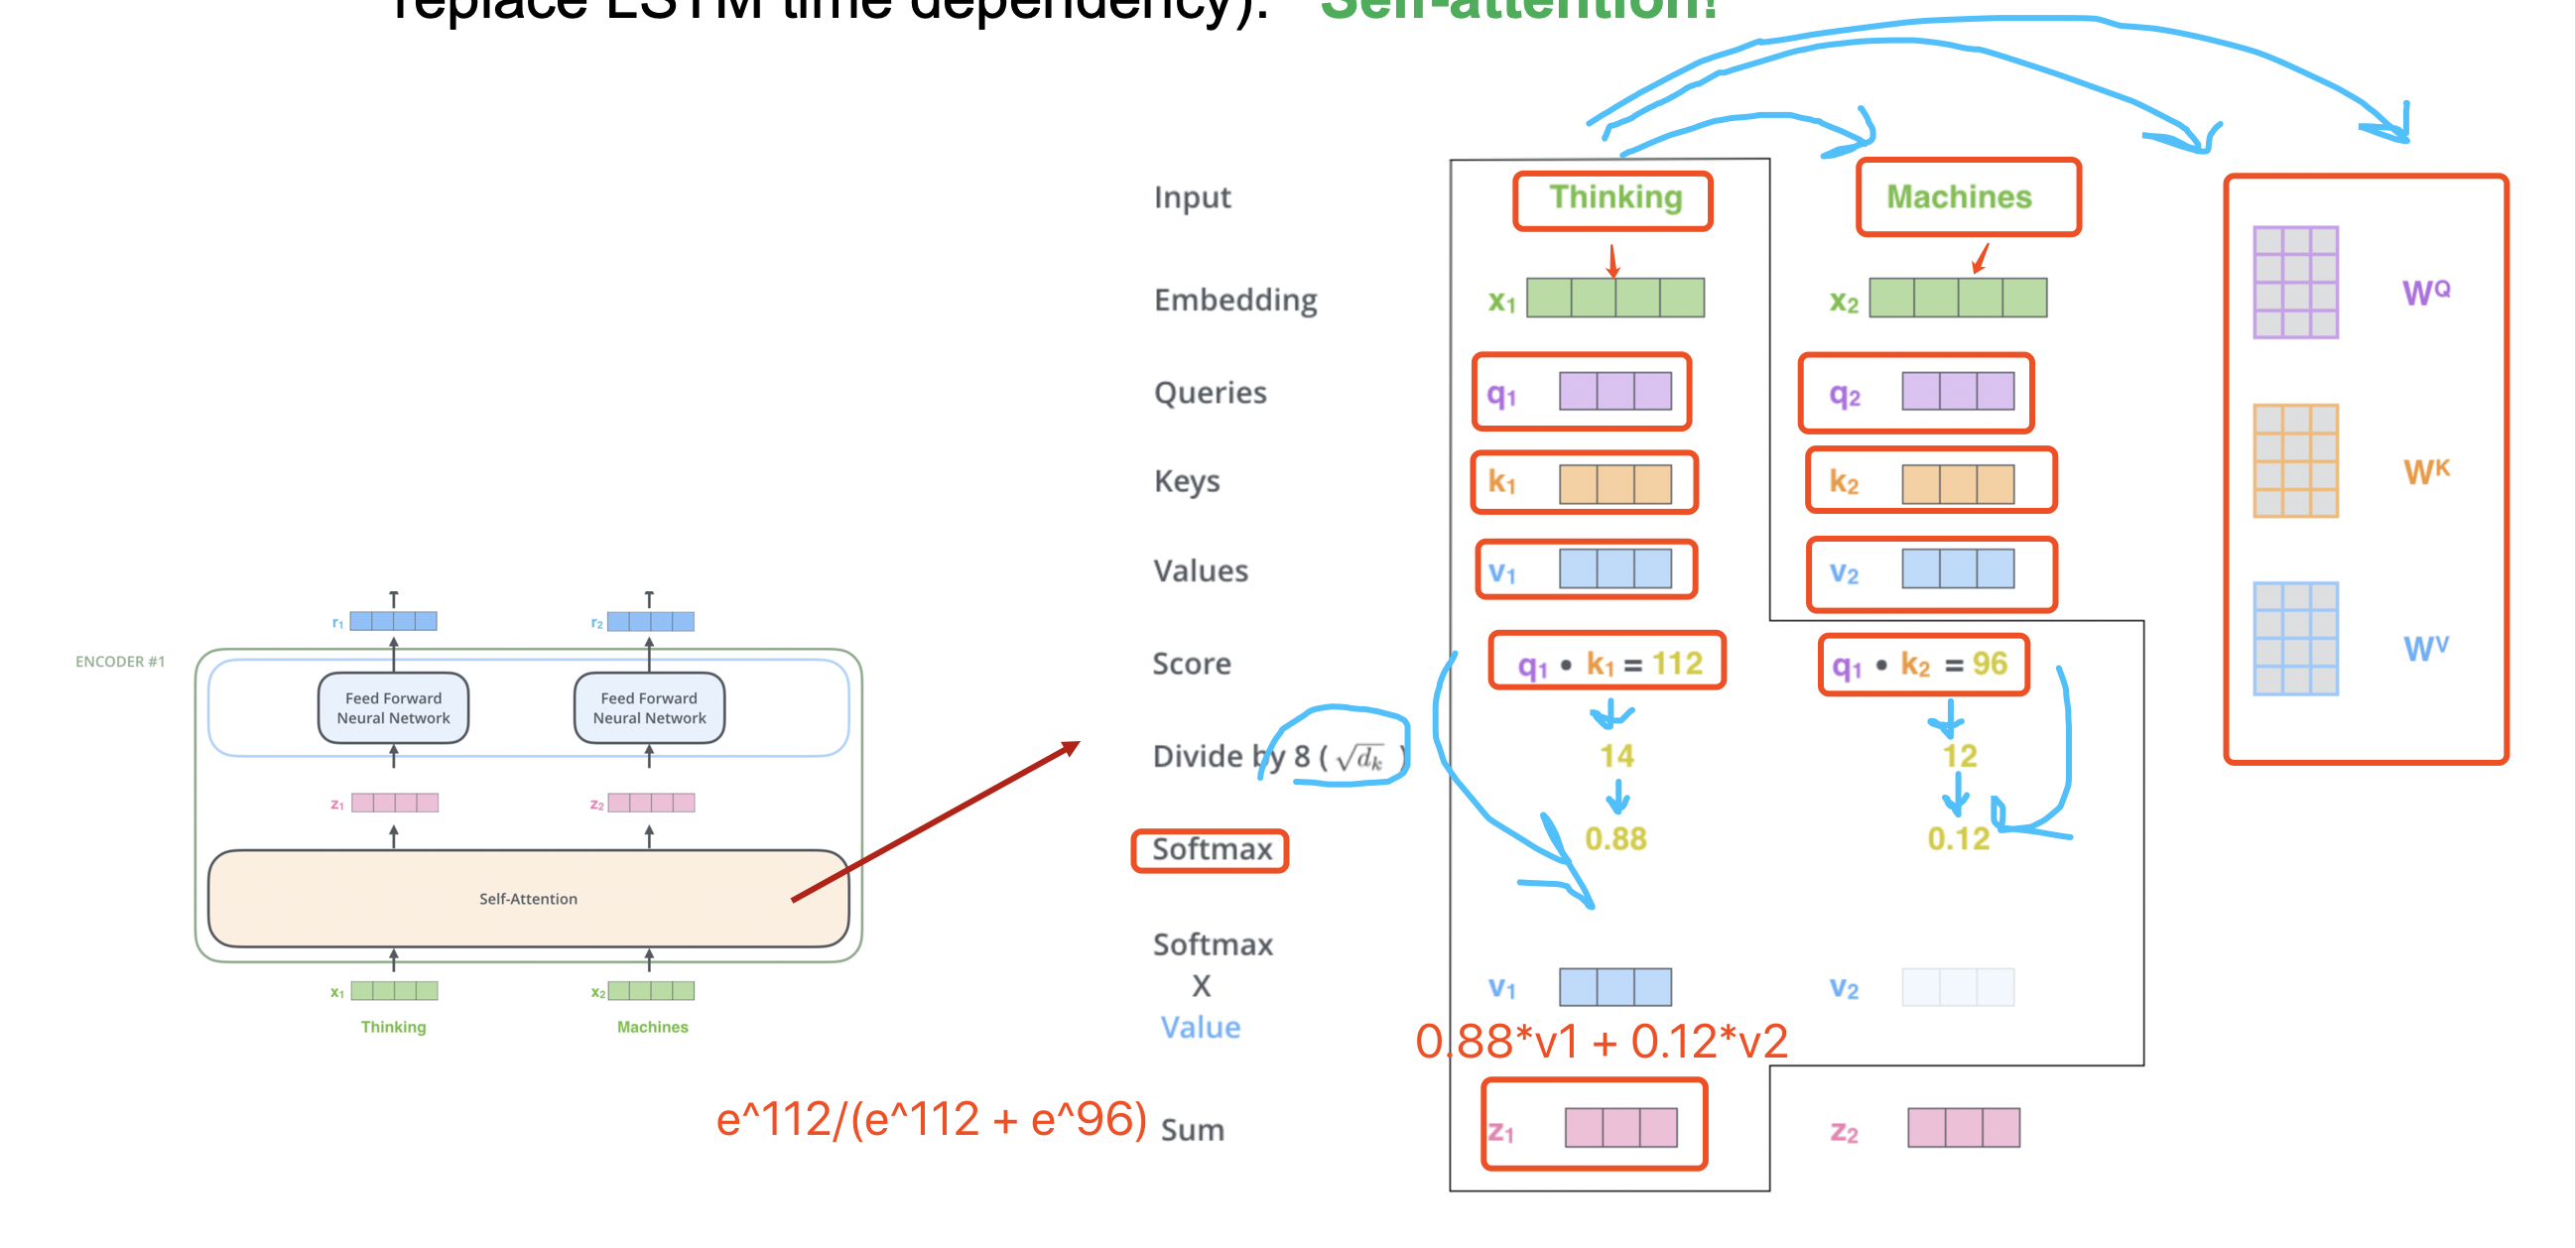 replace LSTM time dependency). Self-attention!
Input Thinking Machines
Embedding x₁ x₂
Queries q₁ q₂
Keys k₁ k₂
Values v₁ v₂
Score q₁ • k₁ = 112 q₁ • k₂ = 96
Divide by 8 ( √dₖ ) 14 12
Softmax 0.88 0.12
Softmax
X v₁ v₂
Value
0.88*v1 + 0.12*v2
e^112/(e^112 + e^96)
Sum z₁ z₂
Wᑫ
Wᴷ
Wⱽ
r₁ r₂
ENCODER #1
Feed Forward
Neural Network
Feed Forward
Neural Network
z₁ z₂
Self-Attention
x₁ x₂
Thinking Machines